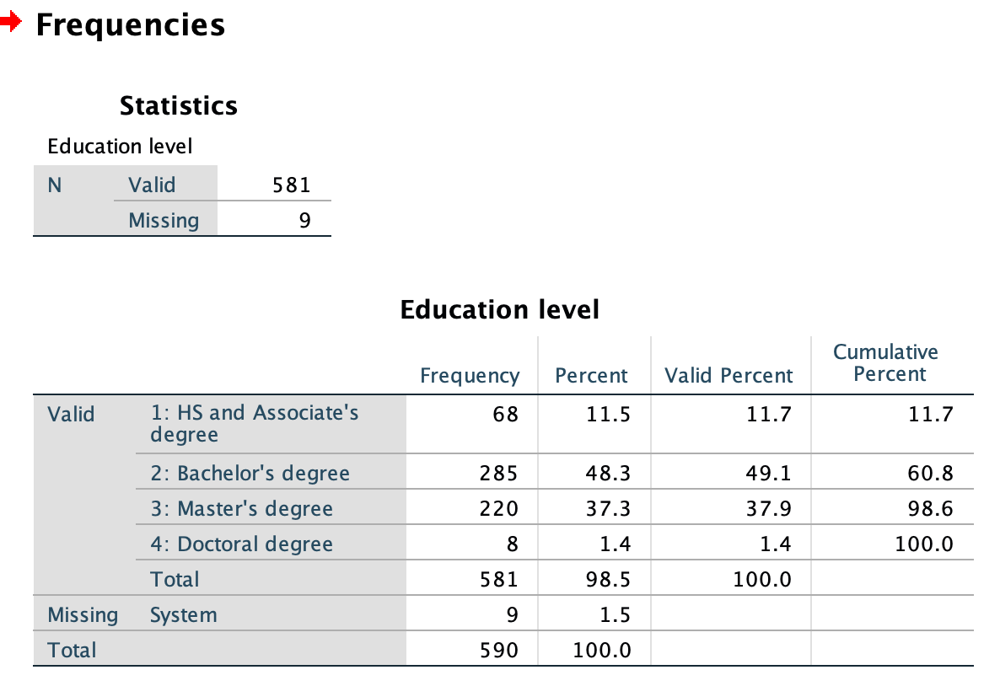 Frequencies
Statistics
Education level
N Valid 581
Missing 9
Education level
Frequency Percent Valid Percent Cumulative Percent
Valid 1: HS and Associate's degree 68 11.5 11.7 11.7
2: Bachelor's degree 285 48.3 49.1 60.8
3: Master's degree 220 37.3 37.9 98.6
4: Doctoral degree 8 1.4 1.4 100.0
Total 581 98.5 100.0
Missing System 9 1.5
Total 590 100.0